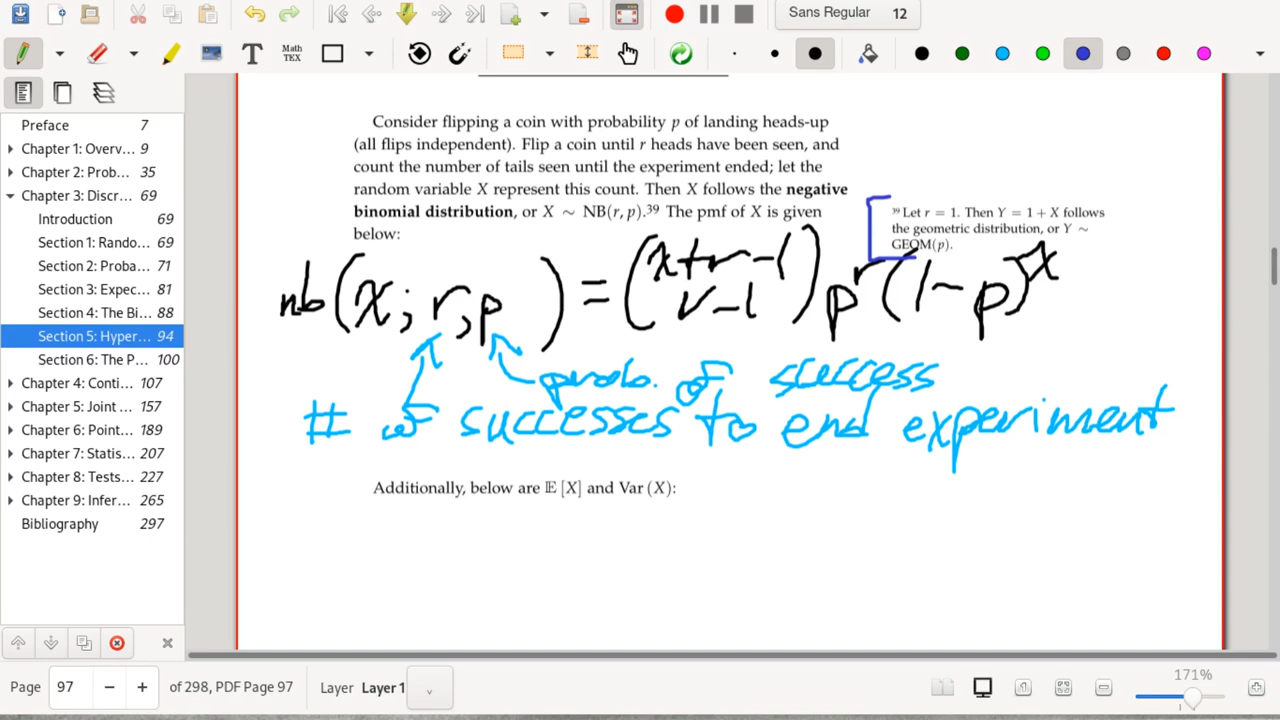 Sans Regular 12
T Math TEX
Preface 7
Chapter 1: Overv... 9
Chapter 2: Prob... 35
Chapter 3: Discr... 69
Introduction 69
Section 1: Rando... 69
Section 2: Proba... 71
Section 3: Expec... 81
Section 4: The Bi... 88
Section 5: Hyper... 94
Section 6: The P... 100
Chapter 4: Conti... 107
Chapter 5: Joint ... 157
Chapter 6: Point... 189
Chapter 7: Statis... 207
Chapter 8: Tests... 227
Chapter 9: Infer... 265
Bibliography 297
Consider flipping a coin with probability p of landing heads-up
(all flips independent). Flip a coin until r heads have been seen, and
count the number of tails seen until the experiment ended; let the
random variable X represent this count. Then X follows the negative
binomial distribution, or X ∼ NB(r, p).³⁹ The pmf of X is given
below:
³⁹ Let r = 1. Then Y = 1 + X follows
the geometric distribution, or Y ∼
GEOM(p).
nb(x; r, p) = (x+r-1 r-1) p^r (1-p)^x
prob. of success
# of successes to end experiment
Additionally, below are 𝔼 [X] and Var (X):
Page 97 of 298, PDF Page 97 Layer Layer 1
171%